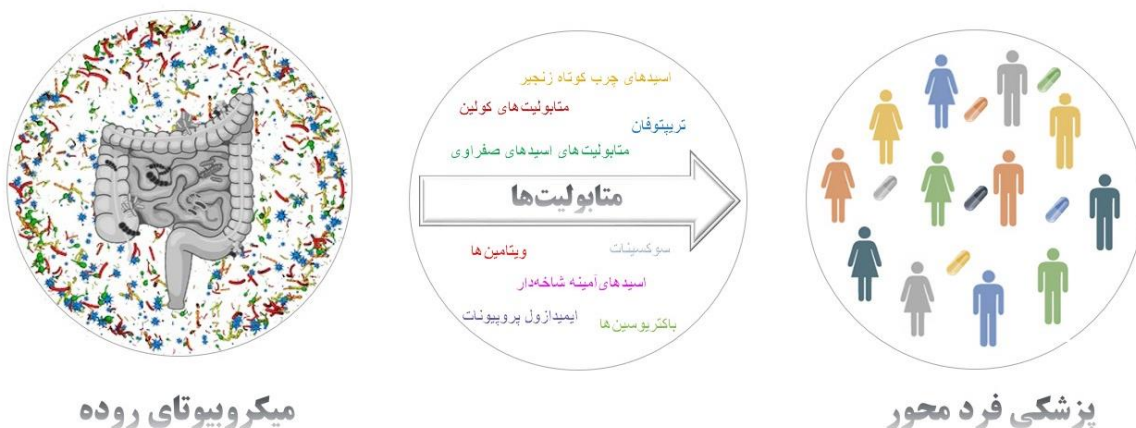 اسیدهای چرب کوتاه زنجیر
متابولیت‌های کولین
تریپتوفان
متابولیت‌های اسیدهای صفراوی
متابولیت‌ها
سوکسینات
ویتامین‌ها
اسیدهای آمینه شاخه‌دار
ایمیدازول پروپیونات
باکتریوسین‌ها
پزشکی فرد محور
میکروبیوتای روده